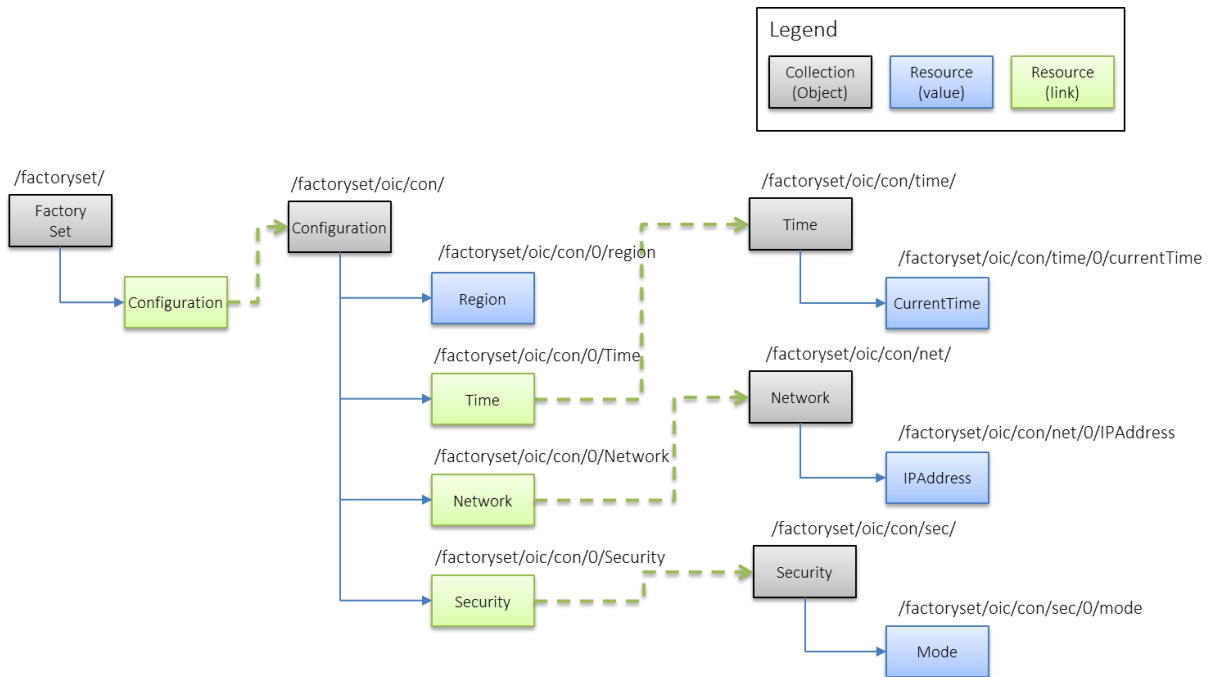 Legend
Collection
(Object)
Resource
(value)
Resource
(link)
/factoryset/
Factory
Set
Configuration
/factoryset/oic/con/
Configuration
/factoryset/oic/con/0/region
Region
/factoryset/oic/con/0/Time
Time
/factoryset/oic/con/0/Network
Network
/factoryset/oic/con/0/Security
Security
/factoryset/oic/con/time/
Time
/factoryset/oic/con/time/0/currentTime
CurrentTime
/factoryset/oic/con/net/
Network
/factoryset/oic/con/net/0/IPAddress
IPAddress
/factoryset/oic/con/sec/
Security
/factoryset/oic/con/sec/0/mode
Mode